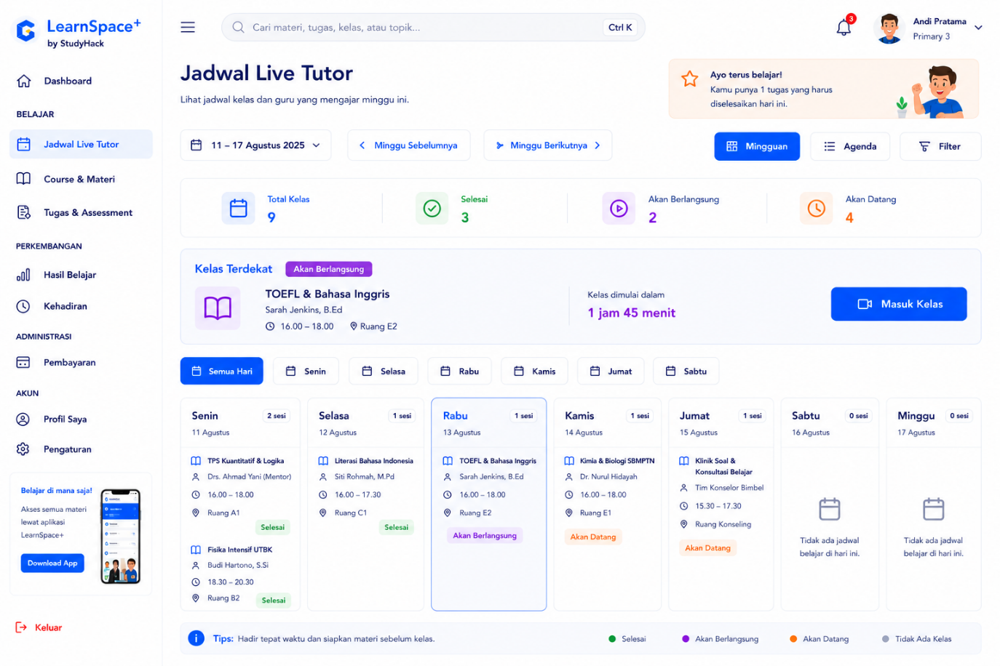 LearnSpace+
by StudyHack
Dashboard
BELAJAR
Jadwal Live Tutor
Course & Materi
Tugas & Assessment
PERKEMBANGAN
Hasil Belajar
Kehadiran
ADMINISTRASI
Pembayaran
AKUN
Profil Saya
Pengaturan
Belajar di mana saja!
Akses semua materi
lewat aplikasi
LearnSpace+
Download App
Keluar
Cari materi, tugas, kelas, atau topik...
Ctrl K
3
Andi Pratama
Primary 3
Jadwal Live Tutor
Lihat jadwal kelas dan guru yang mengajar minggu ini.
Ayo terus belajar!
Kamu punya 1 tugas yang harus
diselesaikan hari ini.
11 – 17 Agustus 2025
Minggu Sebelumnya
Minggu Berikutnya
Mingguan
Agenda
Filter
Total Kelas
9
Selesai
3
Akan Berlangsung
2
Akan Datang
4
Kelas Terdekat
Akan Berlangsung
TOEFL & Bahasa Inggris
Sarah Jenkins, B.Ed
16.00 – 18.00
Ruang E2
Kelas dimulai dalam
1 jam 45 menit
Masuk Kelas
Semua Hari
Senin
Selasa
Rabu
Kamis
Jumat
Sabtu
Senin
2 sesi
11 Agustus
TPS Kuantitatif & Logika
Drs. Ahmad Yani (Mentor)
16.00 – 18.00
Ruang A1
Selesai
Fisika Intensif UTBK
Budi Hartono, S.Si
18.30 – 20.30
Ruang B2
Selesai
Selasa
1 sesi
12 Agustus
Literasi Bahasa Indonesia
Siti Rohmah, M.Pd
16.00 – 17.30
Ruang C1
Selesai
Rabu
1 sesi
13 Agustus
TOEFL & Bahasa Inggris
Sarah Jenkins, B.Ed
16.00 – 18.00
Ruang E2
Akan Berlangsung
Kamis
1 sesi
14 Agustus
Kimia & Biologi SBMPTN
Dr. Nurul Hidayah
16.00 – 18.00
Ruang E1
Akan Datang
Jumat
1 sesi
15 Agustus
Klinik Soal &
Konsultasi Belajar
Tim Konselor Bimbel
15.30 – 17.30
Ruang Konseling
Akan Datang
Sabtu
0 sesi
16 Agustus
Tidak ada jadwal
belajar di hari ini.
Minggu
0 sesi
17 Agustus
Tidak ada jadwal
belajar di hari ini.
Tips: Hadir tepat waktu dan siapkan materi sebelum kelas.
Selesai
Akan Berlangsung
Akan Datang
Tidak Ada Kelas